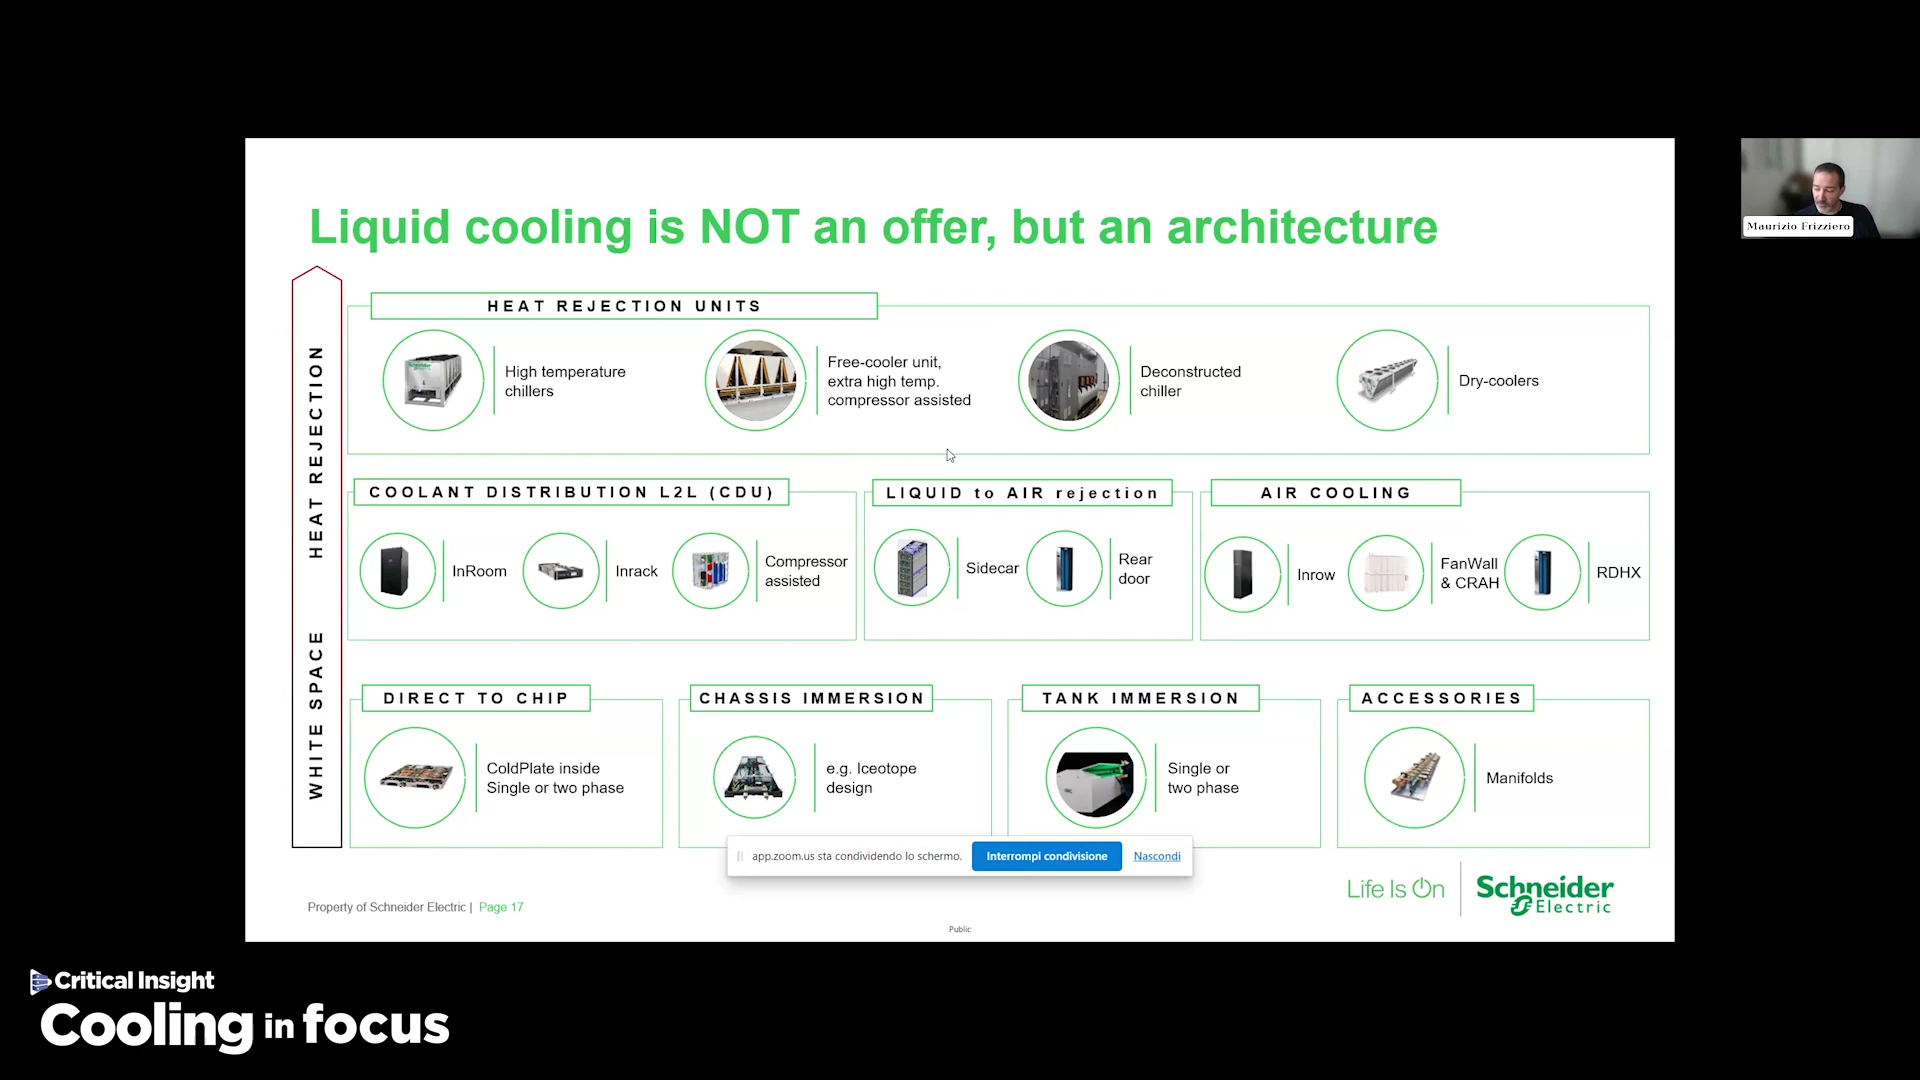 Liquid cooling is NOT an offer, but an architecture
Maurizio Frizziero
HEAT REJECTION
WHITE SPACE
HEAT REJECTION UNITS
High temperature
chillers
Free-cooler unit,
extra high temp.
compressor assisted
Deconstructed
chiller
Dry-coolers
COOLANT DISTRIBUTION L2L (CDU)
InRoom
Inrack
Compressor
assisted
LIQUID to AIR rejection
Sidecar
Rear
door
AIR COOLING
Inrow
FanWall
& CRAH
RDHX
DIRECT TO CHIP
ColdPlate inside
Single or two phase
CHASSIS IMMERSION
e.g. Iceotope
design
TANK IMMERSION
Single or
two phase
ACCESSORIES
Manifolds
app.zoom.us sta condividendo lo schermo.
Interrompi condivisione
Nascondi
Property of Schneider Electric | Page 17
Life Is On
Schneider
Electric
Public
Critical Insight
Cooling in focus